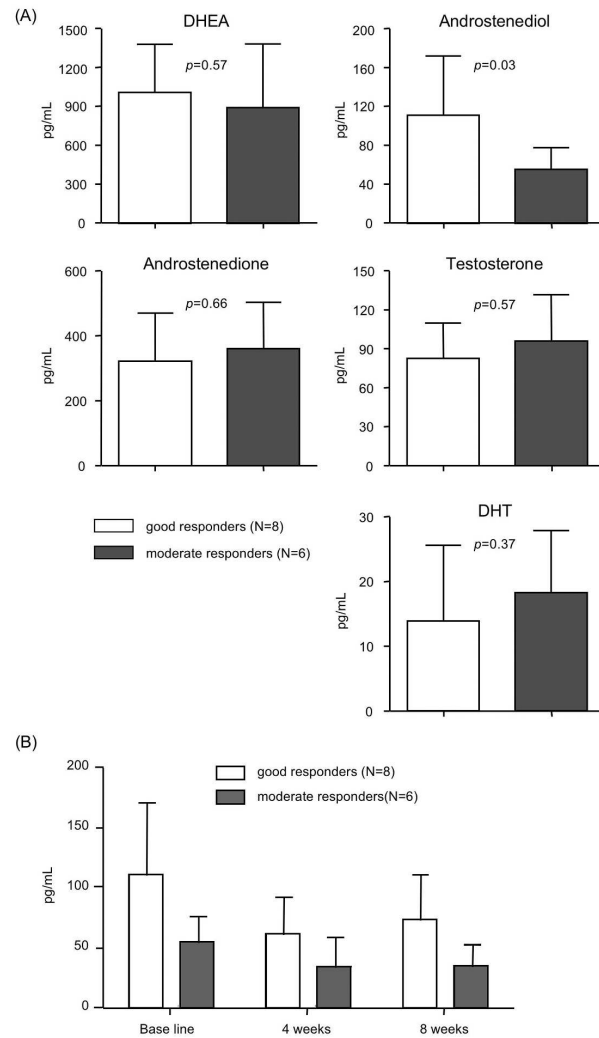 (A)
DHEA
1500
1200
900
600
300
0
pg/mL
p=0.57
Androstenediol
200
160
120
80
40
0
pg/mL
p=0.03
Androstenedione
600
400
200
0
pg/mL
p=0.66
Testosterone
150
120
90
60
30
0
pg/mL
p=0.57
good responders (N=8)
moderate responders (N=6)
DHT
30
20
10
0
pg/mL
p=0.37
(B)
200
150
100
50
0
pg/mL
good responders (N=8)
moderate responders(N=6)
Base line
4 weeks
8 weeks